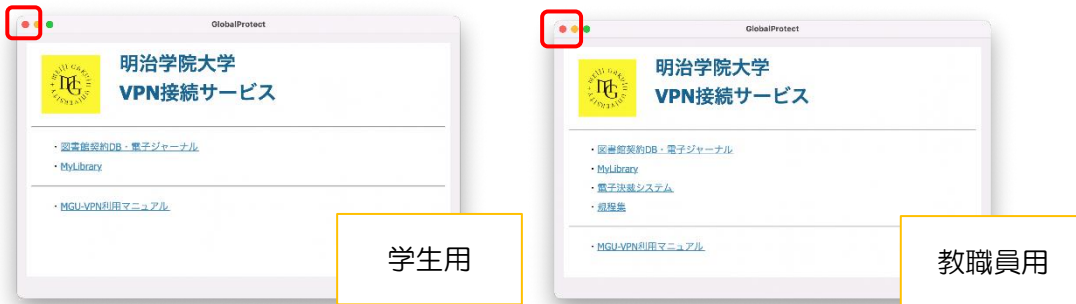 GlobalProtect
明治学院大学
VPN接続サービス
・図書館契約DB・電子ジャーナル
・MyLibrary
・MGU-VPN利用マニュアル
学生用
GlobalProtect
明治学院大学
VPN接続サービス
・図書館契約DB・電子ジャーナル
・MyLibrary
・電子決裁システム
・規程集
・MGU-VPN利用マニュアル
教職員用